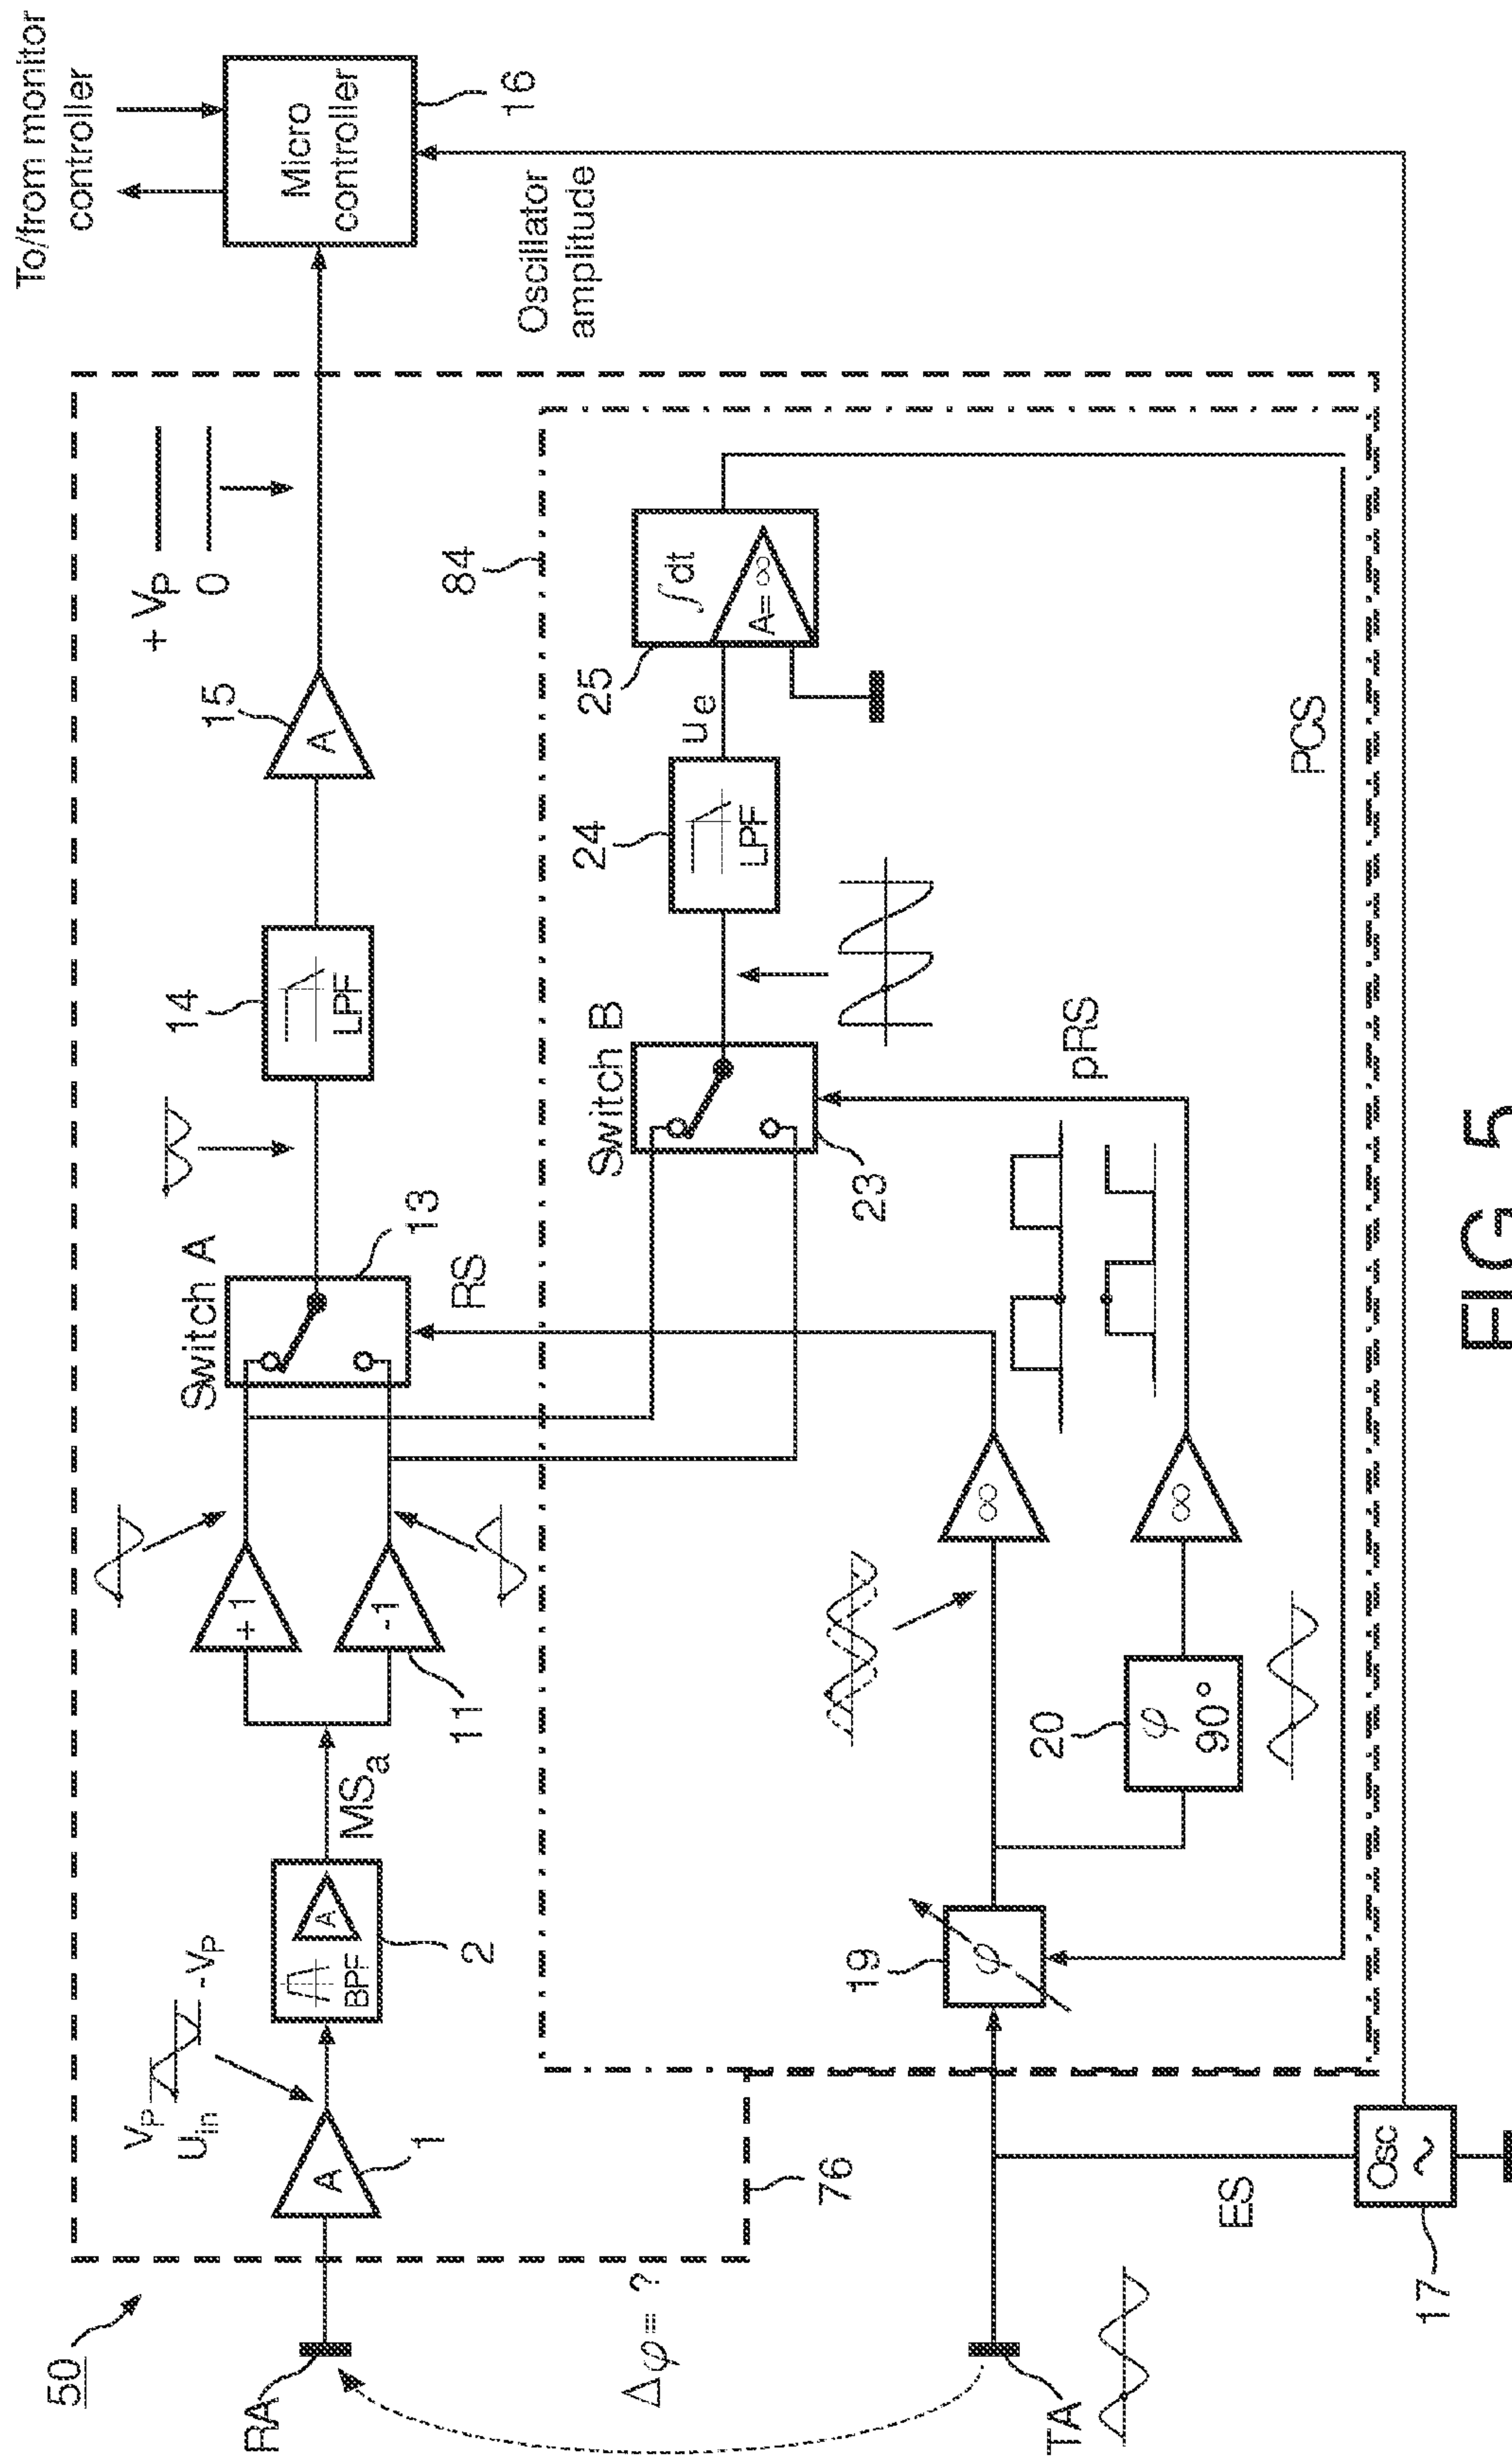 50
RA
Δφ = ?
TA
A
1
Vp
-Vp
Uin
BPF
A
2
MSa
+1
-1
11
Switch A
13
RS
14
LPF
15
A
+ Vp
0
To/from monitor
controller
Micro
controller
16
Oscillator
amplitude
76
84
19
φ
20
φ
90°
∞
∞
pRS
Switch B
23
24
LPF
ue
25
∫dt
A=∞
PCS
ES
Osc
~
17
FIG 5